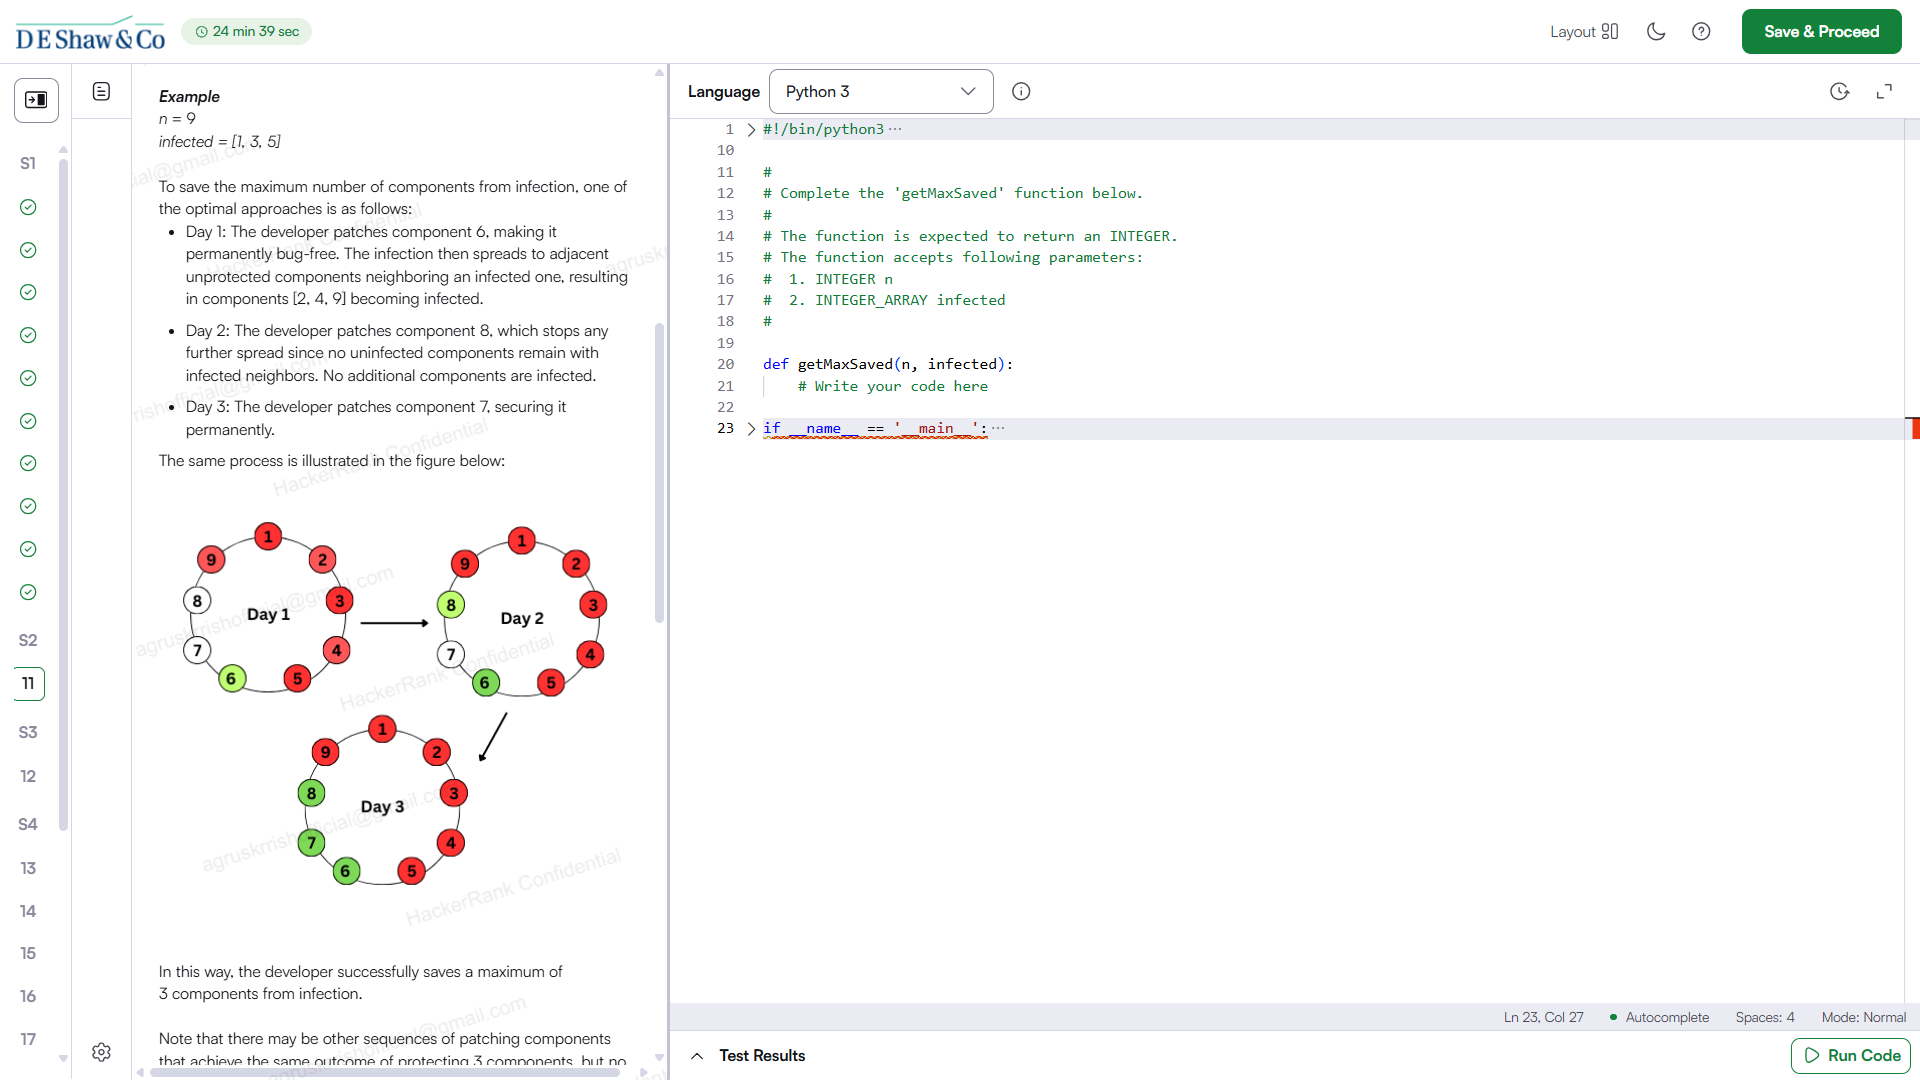 DEShaw&Co
24 min 39 sec
Layout
Save & Proceed
S1
S2
11
S3
12
S4
13
14
15
16
17
Example
n = 9
infected = [1, 3, 5]
To save the maximum number of components from infection, one of
the optimal approaches is as follows:
• Day 1: The developer patches component 6, making it
permanently bug-free. The infection then spreads to adjacent
unprotected components neighboring an infected one, resulting
in components [2, 4, 9] becoming infected.
• Day 2: The developer patches component 8, which stops any
further spread since no uninfected components remain with
infected neighbors. No additional components are infected.
• Day 3: The developer patches component 7, securing it
permanently.
The same process is illustrated in the figure below:
1
9 2
8 3
Day 1
7 4
6 5
1
9 2
8 3
Day 2
7 4
6 5
1
9 2
8 3
Day 3
7 4
6 5
In this way, the developer successfully saves a maximum of
3 components from infection.
Note that there may be other sequences of patching components
that achieve the same outcome of protecting 3 components, but no
HackerRank Confidential
HackerRank Confidential
HackerRank Confidential
agruskrrishofficial@gmail.com
Language
Python 3
1 #!/bin/python3 ···
10
11 #
12 # Complete the 'getMaxSaved' function below.
13 #
14 # The function is expected to return an INTEGER.
15 # The function accepts following parameters:
16 #  1. INTEGER n
17 #  2. INTEGER_ARRAY infected
18 #
19
20 def getMaxSaved(n, infected):
21     # Write your code here
22
23 if __name__ == '__main__': ···
Ln 23, Col 27
Autocomplete
Spaces: 4
Mode: Normal
Test Results
Run Code